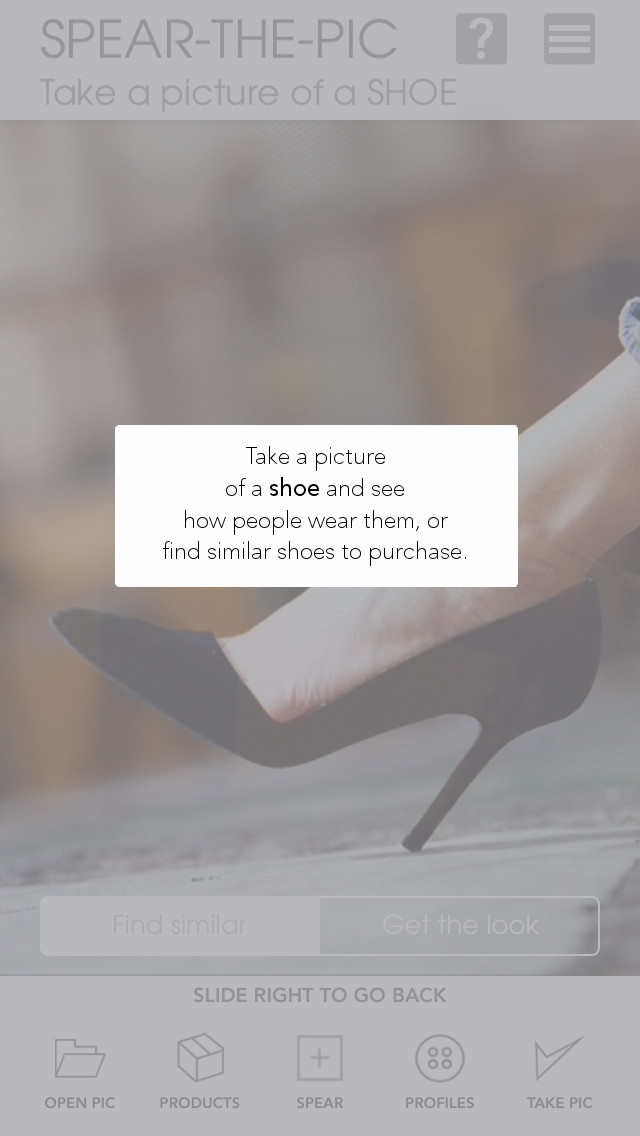 SPEAR-THE-PIC
?
Take a picture of a SHOE
Take a picture
of a shoe and see
how people wear them, or
find similar shoes to purchase.
Find similar
Get the look
SLIDE RIGHT TO GO BACK
OPEN PIC
PRODUCTS
SPEAR
PROFILES
TAKE PIC